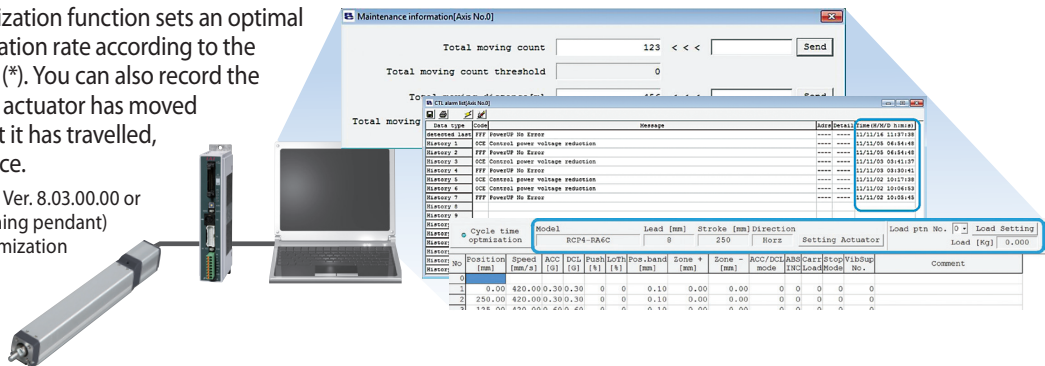 ization function sets an optimal
ation rate according to the
(*). You can also record the
actuator has moved
t it has travelled,
ce.
Ver. 8.03.00.00 or
ning pendant)
imization
Maintenance information[Axis No.0]
Total moving count 123 < < < Send
Total moving count threshold 0
Total moving
CTL alarm list[Axis No.0]
Data type Code Message Adrs Detail Time(H/M/D h:m:s)
detected last FFF PowerUP No Error ---- ---- 11/11/16 11:37:38
History 1 0CE Control power voltage reduction ---- ---- 11/11/05 06:54:48
History 2 FFF PowerUP No Error ---- ---- 11/11/05 06:54:48
History 3 0CE Control power voltage reduction ---- ---- 11/11/03 03:41:37
History 4 FFF PowerUP No Error ---- ---- 11/11/03 03:30:41
History 5 0CE Control power voltage reduction ---- ---- 11/11/02 10:17:38
History 6 0CE Control power voltage reduction ---- ---- 11/11/02 10:06:53
History 7 FFF PowerUP No Error ---- ---- 11/11/02 10:05:45
History 8
History 9
Cycle time optmization Model RCP4-RA6C Lead [mm] 8 Stroke [mm] 250 Direction Horz Setting Actuator Load ptn No. 0 Load Setting
Load [Kg] 0.000
No Position [mm] Speed [mm/s] ACC [G] DCL [G] Push [%] LoTh [%] Pos.band [mm] Zone + [mm] Zone - [mm] ACC/DCL mode ABS INC Carr Load Stop Mode VibSup No. Comment
0
1 0.00 420.00 0.30 0.30 0 0 0.10 0.00 0.00 0 0 0 0 0
2 250.00 420.00 0.30 0.30 0 0 0.10 0.00 0.00 0 0 0 0 0